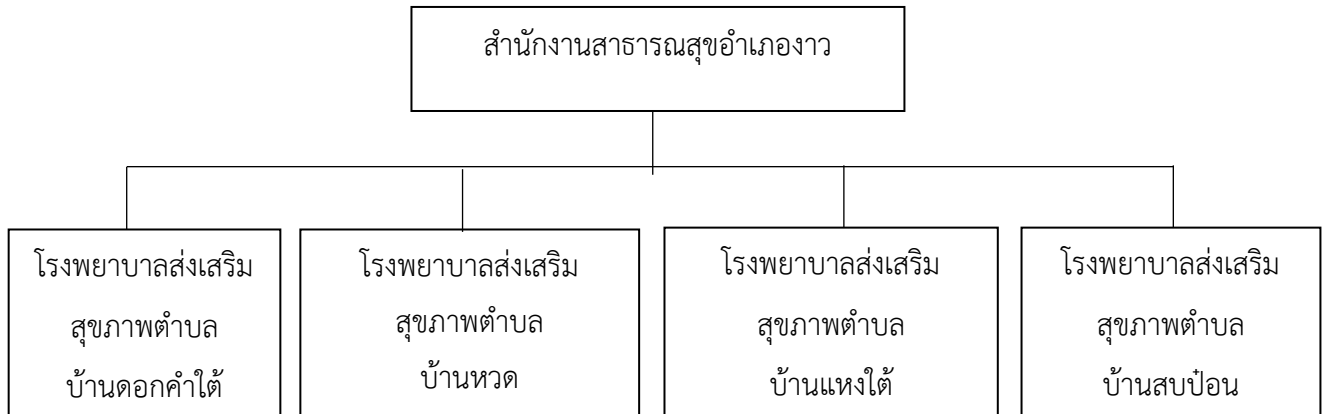 สำนักงานสาธารณสุขอำเภองาว
โรงพยาบาลส่งเสริม
สุขภาพตำบล
บ้านดอกคำใต้
โรงพยาบาลส่งเสริม
สุขภาพตำบล
บ้านหวด
โรงพยาบาลส่งเสริม
สุขภาพตำบล
บ้านแหงใต้
โรงพยาบาลส่งเสริม
สุขภาพตำบล
บ้านสบป๋อน